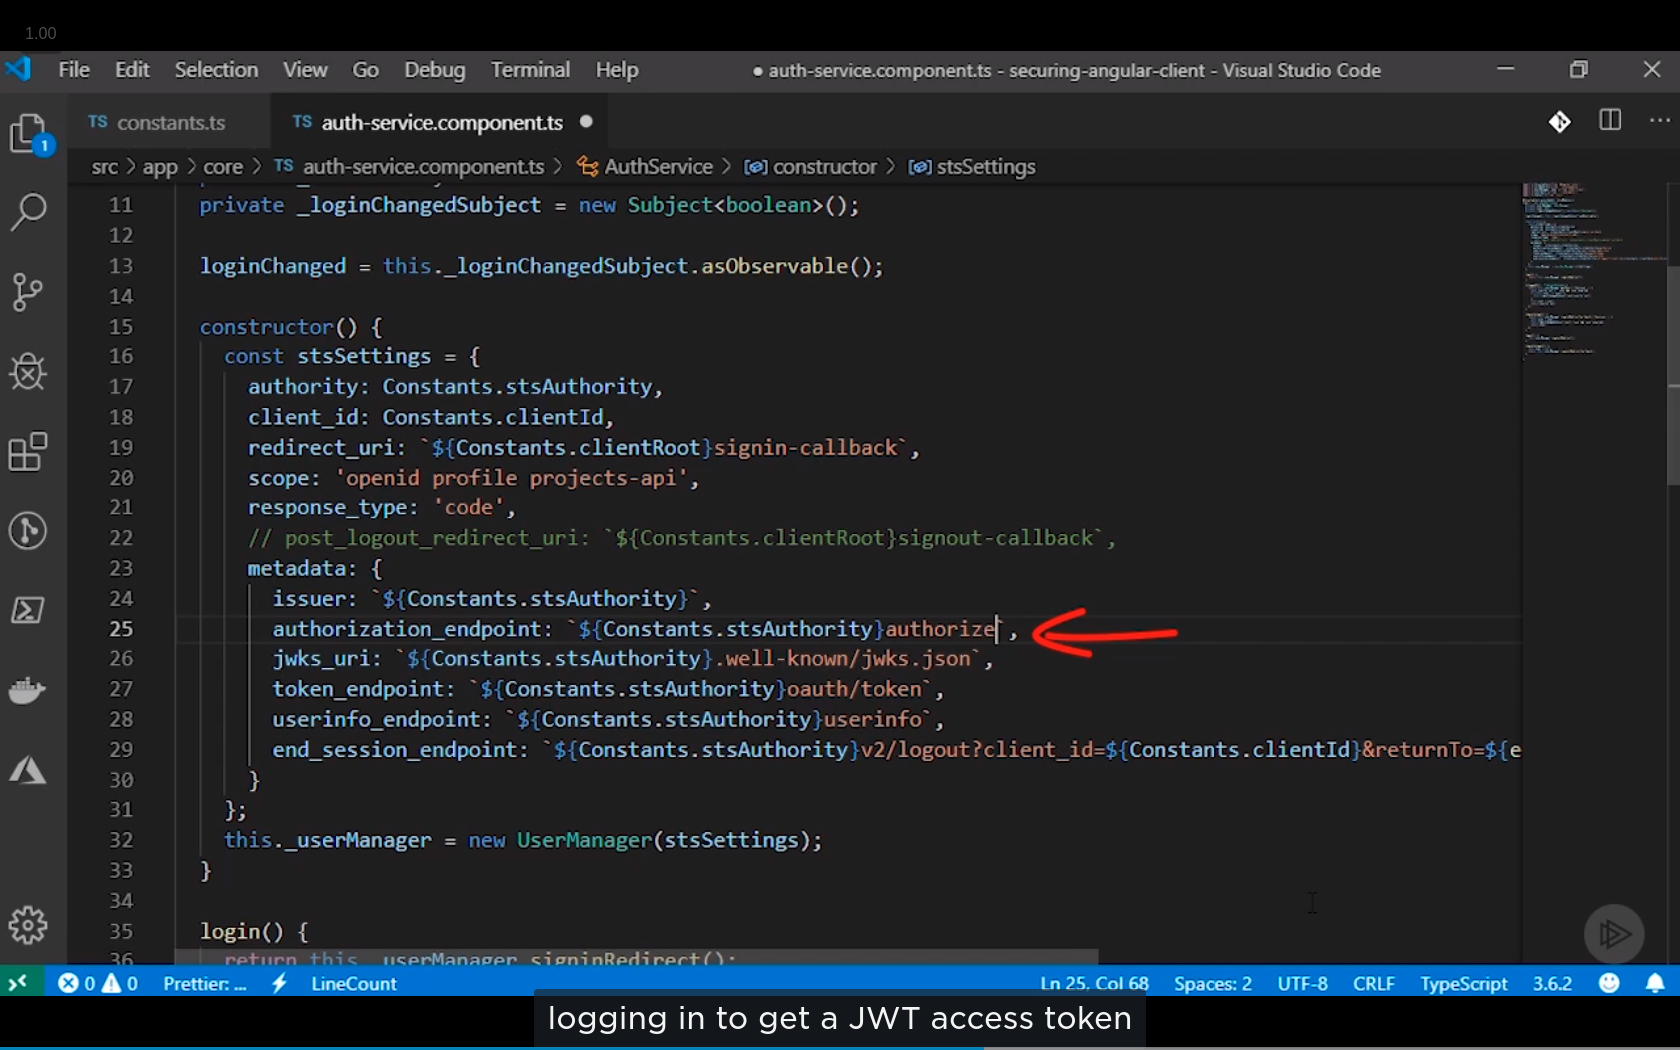 1.00
File Edit Selection View Go Debug Terminal Help ● auth-service.component.ts - securing-angular-client - Visual Studio Code
TS constants.ts TS auth-service.component.ts ●
1
src > app > core > TS auth-service.component.ts > AuthService > constructor > stsSettings
11 private _loginChangedSubject = new Subject<boolean>();
12
13 loginChanged = this._loginChangedSubject.asObservable();
14
15 constructor() {
16 const stsSettings = {
17 authority: Constants.stsAuthority,
18 client_id: Constants.clientId,
19 redirect_uri: `${Constants.clientRoot}signin-callback`,
20 scope: 'openid profile projects-api',
21 response_type: 'code',
22 // post_logout_redirect_uri: `${Constants.clientRoot}signout-callback`,
23 metadata: {
24 issuer: `${Constants.stsAuthority}`,
25 authorization_endpoint: `${Constants.stsAuthority}authorize`,
26 jwks_uri: `${Constants.stsAuthority}.well-known/jwks.json`,
27 token_endpoint: `${Constants.stsAuthority}oauth/token`,
28 userinfo_endpoint: `${Constants.stsAuthority}userinfo`,
29 end_session_endpoint: `${Constants.stsAuthority}v2/logout?client_id=${Constants.clientId}&returnTo=${e
30 }
31 };
32 this._userManager = new UserManager(stsSettings);
33 }
34
35 login() {
36 return this._userManager.signinRedirect();
0 0 Prettier: ... LineCount Ln 25, Col 68 Spaces: 2 UTF-8 CRLF TypeScript 3.6.2
logging in to get a JWT access token